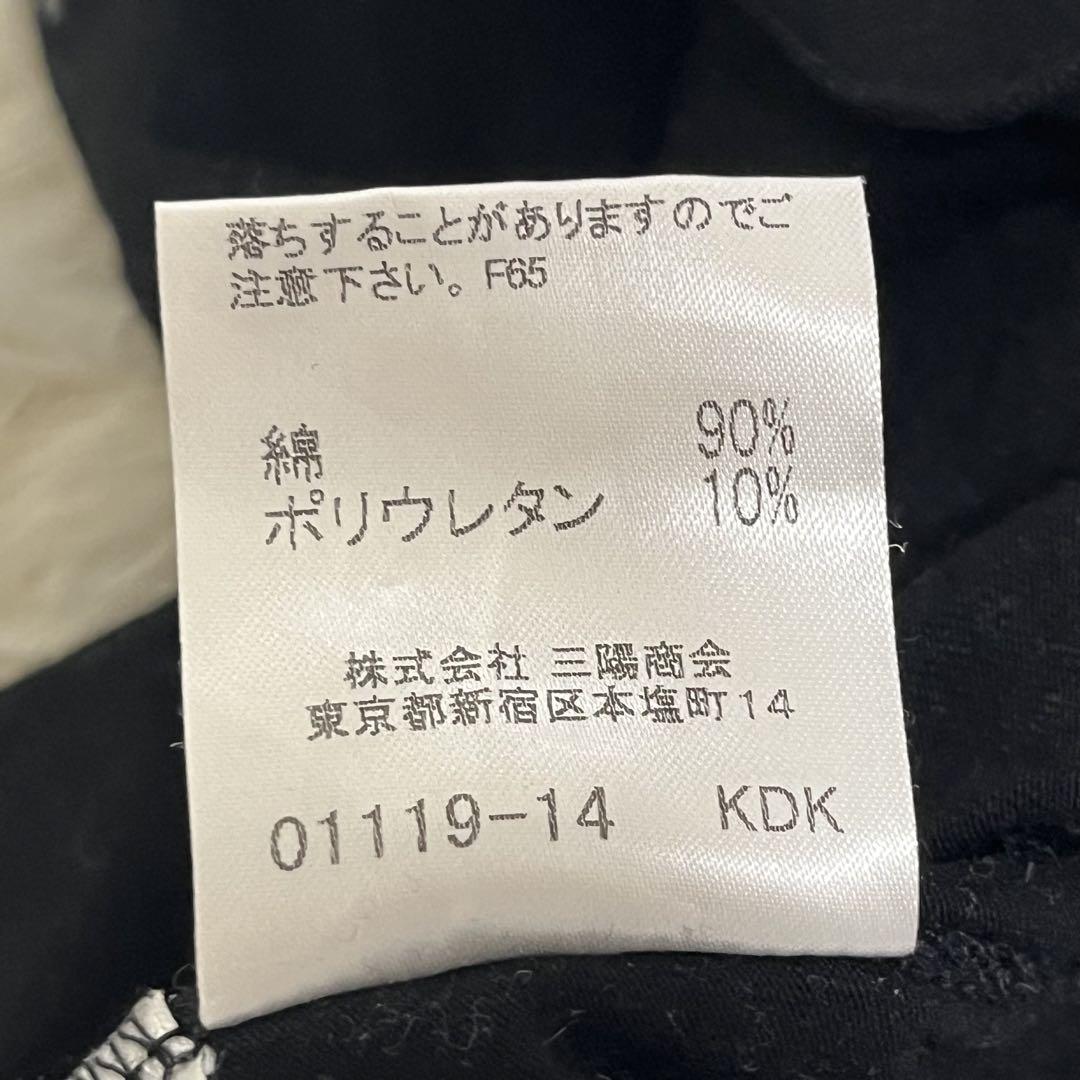 落ちすることがありますのでご
注意下さい。F65
綿 90%
ポリウレタン 10%
株式会社 三陽商会
東京都新宿区本塩町14
01119-14 KDK